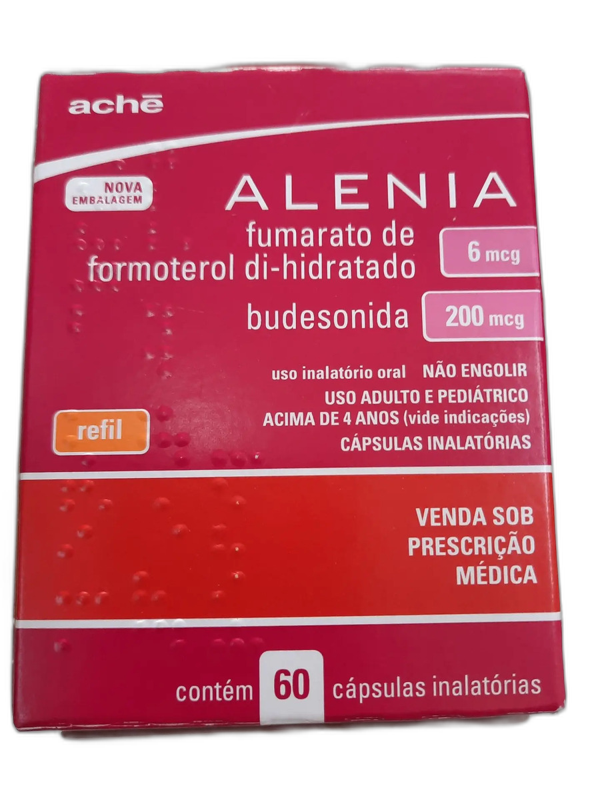 achē
NOVA
EMBALAGEM
ALENIA
fumarato de
formoterol di-hidratado
6 mcg
budesonida
200 mcg
uso inalatório oral NÃO ENGOLIR
USO ADULTO E PEDIÁTRICO
ACIMA DE 4 ANOS (vide indicações)
CÁPSULAS INALATÓRIAS
refil
VENDA SOB
PRESCRIÇÃO
MÉDICA
contém 60 cápsulas inalatórias